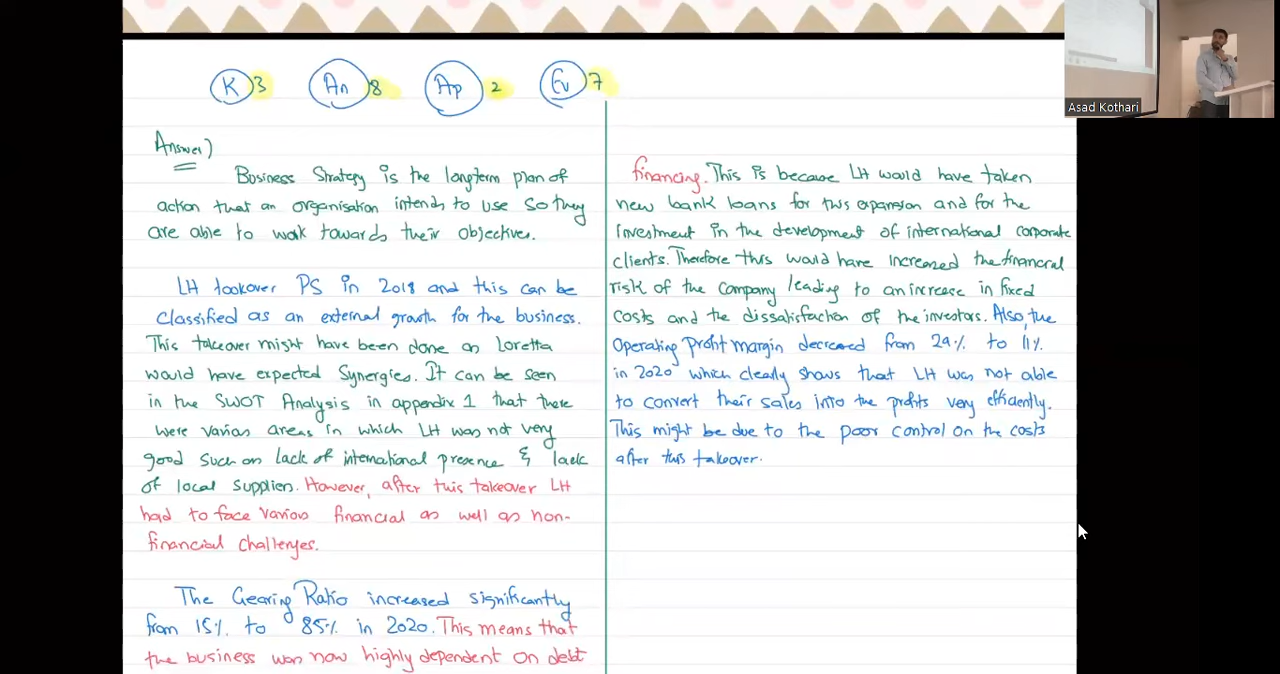 K 3 An 8 Ap 2 Ev 7
Asad Kothari
Answer)
Business Strategy is the longterm plan of
action that an organisation intends to use so they
are able to work towards their objectives.
LH tookover PS in 2018 and this can be
classified as an external growth for the business.
This takeover might have been done as Loretta
would have expected Synergies. It can be seen
in the SWOT Analysis in appendix 1 that there
were various areas in which LH was not very
good such as lack of international presence & lack
of local suppliers. However, after this takeover LH
had to face various financial as well as non-
financial challenges.
The Gearing Ratio increased significantly
from 15% to 85% in 2020. This means that
the business was now highly dependent on debt
financing. This is because LH would have taken
new bank loans for this expansion and for the
investment in the development of international corporate
clients. Therefore this would have increased the financial
risk of the company leading to an increase in fixed
costs and the dissatisfaction of the investors. Also, the
Operating Profit margin decreased from 29% to 11%
in 2020 which clearly shows that LH was not able
to convert their sales into the profits very efficiently.
This might be due to the poor control on the costs
after this takeover.